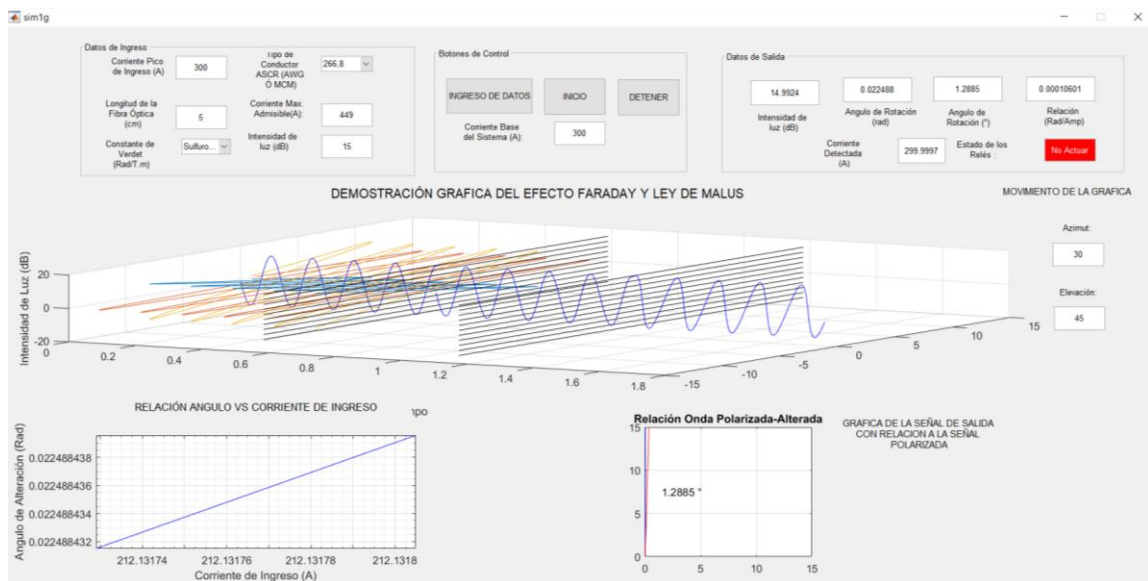 sim1g
Datos de Ingreso
Corriente Pico
de Ingreso (A)
300
Tipo de
Conductor
ASCR (AWG
Ó MCM)
266,8
Longitud de la
Fibra Óptica
(cm)
5
Corriente Max.
Admisible(A):
449
Constante de
Verdet
(Rad/T.m)
Sulfuro...
Intensidad de
luz (dB)
15
Botones de Control
INGRESO DE DATOS
INICIO
DETENER
Corriente Base
del Sistema (A):
300
Datos de Salida
14.9924
0.022488
1.2885
0.00010601
Intensidad de
luz (dB)
Angulo de Rotación
(rad)
Angulo de
Rotación (°)
Relación
(Rad/Amp)
Corriente
Detectada
(A)
299.9997
Estado de los
Relés :
No Actuar
DEMOSTRACIÓN GRAFICA DEL EFECTO FARADAY Y LEY DE MALUS
MOVIMIENTO DE LA GRAFICA
Azimut:
30
Elevación:
45
Intensidad de Luz (dB)
20
0
-20
0
0.2
0.4
0.6
0.8
1
1.2
1.4
1.6
1.8
-15
-10
-5
0
5
10
15
RELACIÓN ANGULO VS CORRIENTE DE INGRESO
npo
Angulo de Alteración (Rad)
0.022488438
0.022488436
0.022488434
0.022488432
212.13174
212.13176
212.13178
212.1318
Corriente de Ingreso (A)
Relación Onda Polarizada-Alterada
15
10
5
0
1.2885 °
0
5
10
15
GRAFICA DE LA SEÑAL DE SALIDA
CON RELACION A LA SEÑAL
POLARIZADA